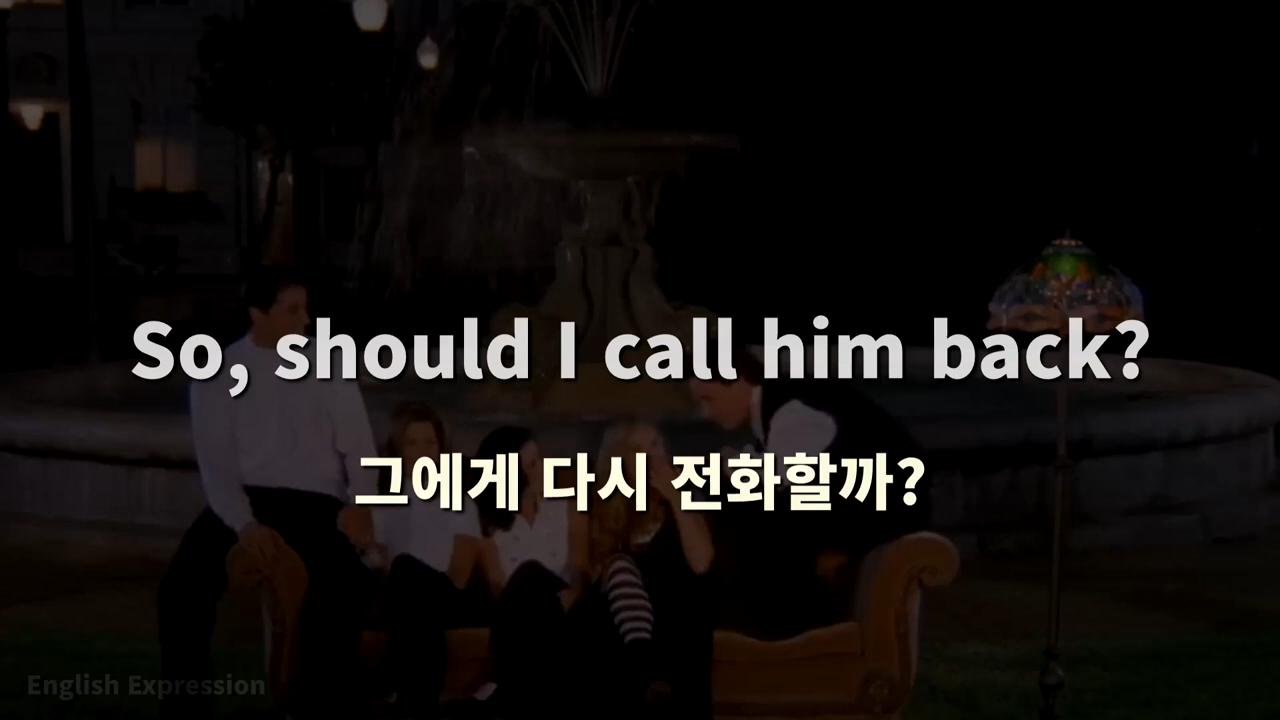 So, should I call him back?
그에게 다시 전화할까?
English Expression